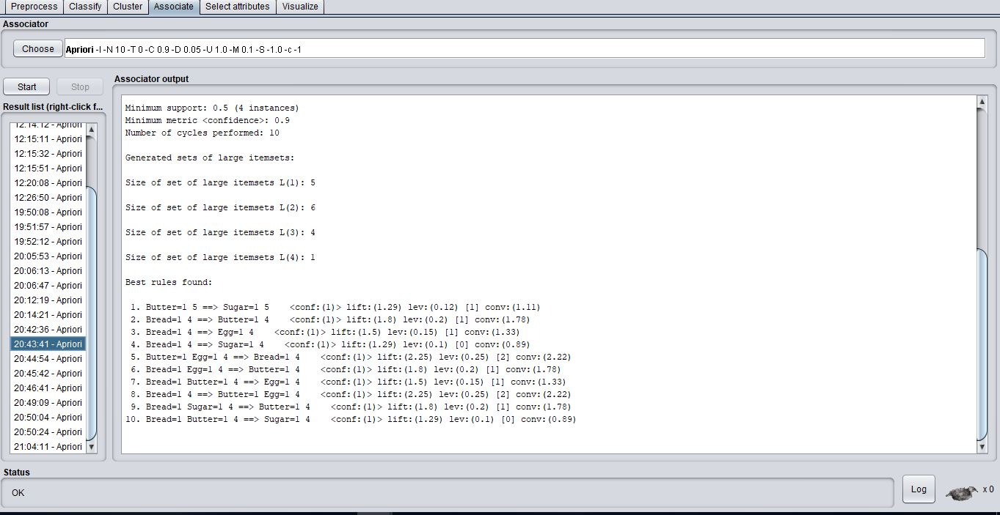 Preprocess Classify Cluster Associate Select attributes Visualize
Associator
Choose Apriori -I -N 10 -T 0 -C 0.9 -D 0.05 -U 1.0 -M 0.1 -S -1.0 -c -1
Start Stop
Result list (right-click f...
12:14:12 - Apriori
12:15:11 - Apriori
12:15:32 - Apriori
12:15:51 - Apriori
12:20:08 - Apriori
12:26:50 - Apriori
19:50:08 - Apriori
19:51:57 - Apriori
19:52:12 - Apriori
20:05:53 - Apriori
20:06:13 - Apriori
20:06:47 - Apriori
20:12:19 - Apriori
20:14:21 - Apriori
20:42:36 - Apriori
20:43:41 - Apriori
20:44:54 - Apriori
20:45:42 - Apriori
20:46:41 - Apriori
20:49:09 - Apriori
20:50:04 - Apriori
20:50:24 - Apriori
21:04:11 - Apriori
Associator output
Minimum support: 0.5 (4 instances)
Minimum metric <confidence>: 0.9
Number of cycles performed: 10
Generated sets of large itemsets:
Size of set of large itemsets L(1): 5
Size of set of large itemsets L(2): 6
Size of set of large itemsets L(3): 4
Size of set of large itemsets L(4): 1
Best rules found:
1. Butter=1 5 ==> Sugar=1 5 <conf:(1)> lift:(1.29) lev:(0.12) [1] conv:(1.11)
2. Bread=1 4 ==> Butter=1 4 <conf:(1)> lift:(1.8) lev:(0.2) [1] conv:(1.78)
3. Bread=1 4 ==> Egg=1 4 <conf:(1)> lift:(1.5) lev:(0.15) [1] conv:(1.33)
4. Bread=1 4 ==> Sugar=1 4 <conf:(1)> lift:(1.29) lev:(0.1) [0] conv:(0.89)
5. Butter=1 Egg=1 4 ==> Bread=1 4 <conf:(1)> lift:(2.25) lev:(0.25) [2] conv:(2.22)
6. Bread=1 Egg=1 4 ==> Butter=1 4 <conf:(1)> lift:(1.8) lev:(0.2) [1] conv:(1.78)
7. Bread=1 Butter=1 4 ==> Egg=1 4 <conf:(1)> lift:(1.5) lev:(0.15) [1] conv:(1.33)
8. Bread=1 4 ==> Butter=1 Egg=1 4 <conf:(1)> lift:(2.25) lev:(0.25) [2] conv:(2.22)
9. Bread=1 Sugar=1 4 ==> Butter=1 4 <conf:(1)> lift:(1.8) lev:(0.2) [1] conv:(1.78)
10. Bread=1 Butter=1 4 ==> Sugar=1 4 <conf:(1)> lift:(1.29) lev:(0.1) [0] conv:(0.89)
Status
OK
Log
x 0